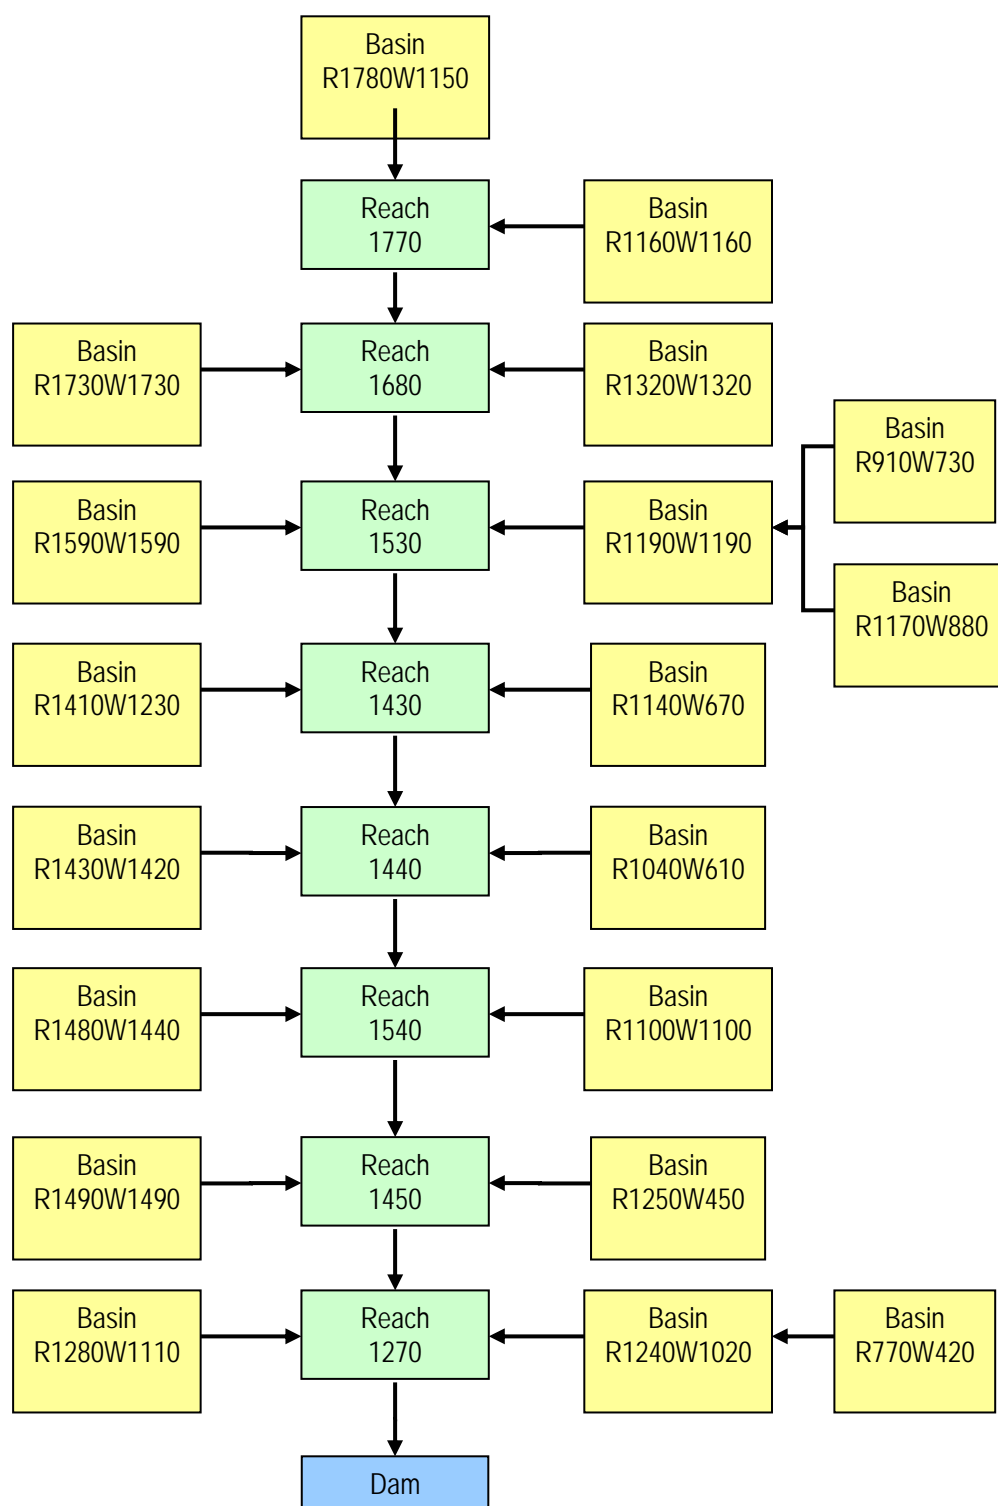 Basin
R1780W1150
Reach
1770
Basin
R1160W1160
Basin
R1730W1730
Reach
1680
Basin
R1320W1320
Basin
R910W730
Basin
R1590W1590
Reach
1530
Basin
R1190W1190
Basin
R1170W880
Basin
R1410W1230
Reach
1430
Basin
R1140W670
Basin
R1430W1420
Reach
1440
Basin
R1040W610
Basin
R1480W1440
Reach
1540
Basin
R1100W1100
Basin
R1490W1490
Reach
1450
Basin
R1250W450
Basin
R1280W1110
Reach
1270
Basin
R1240W1020
Basin
R770W420
Dam